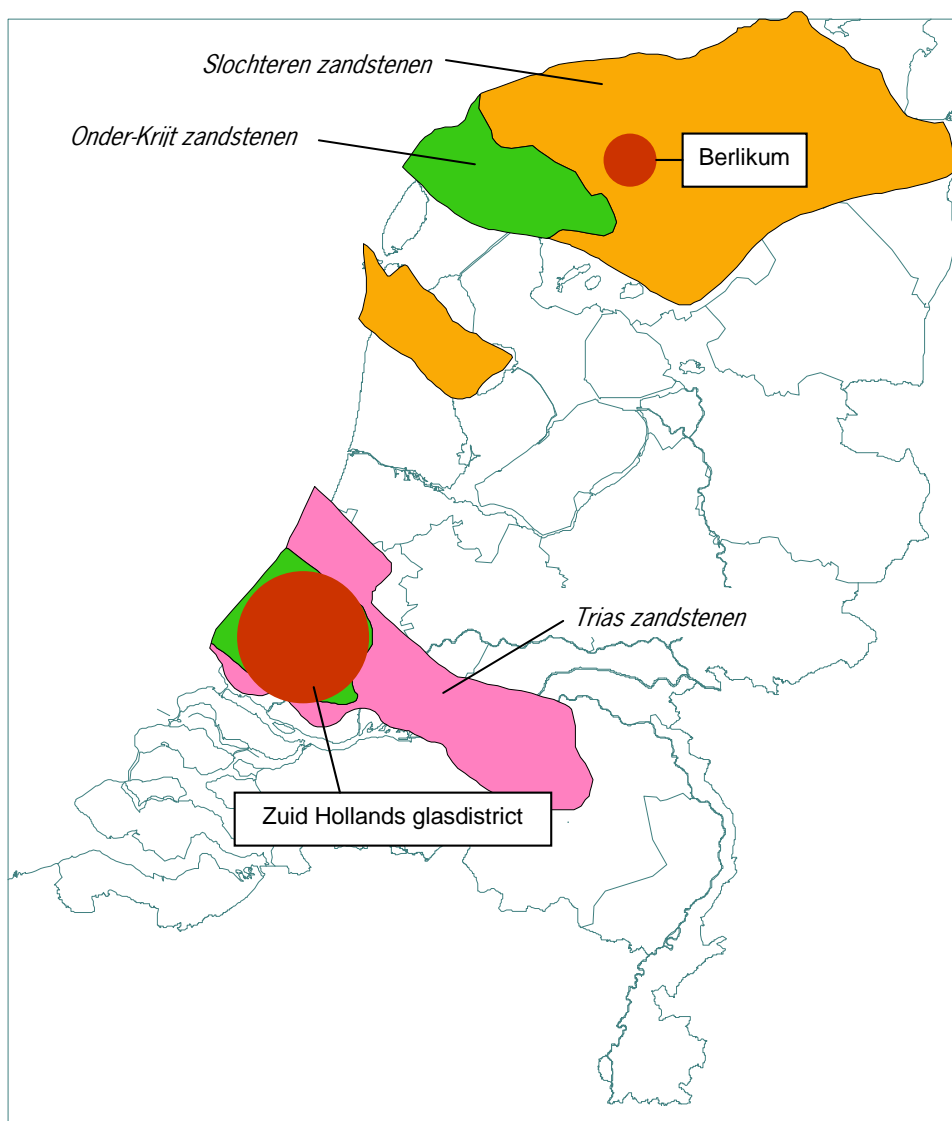 Slochteren zandstenen
Onder-Krijt zandstenen
Berlikum
Trias zandstenen
Zuid Hollands glasdistrict